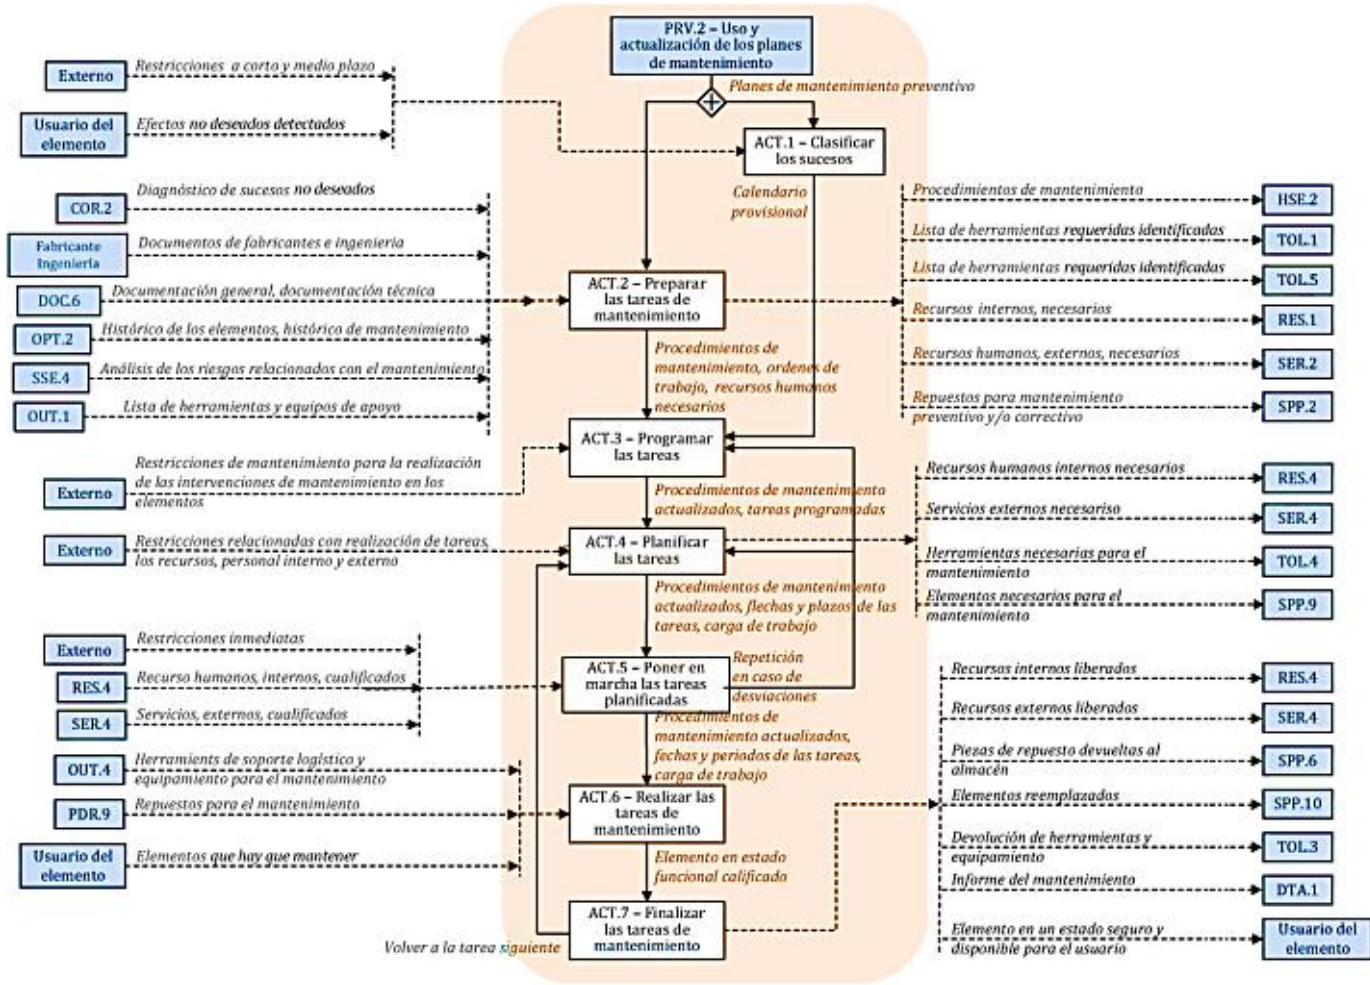 PRV.2 – Uso y
actualización de los planes
de mantenimiento
Planes de mantenimiento preventivo
Externo
Restricciones a corto y medio plazo
Usuario del
elemento
Efectos no deseados detectados
ACT.1 – Clasificar
los sucesos
Calendario
provisional
COR.2
Diagnóstico de sucesos no deseados
Fabricante
Ingeniería
Documentos de fabricantes e ingeniería
DOC.6
Documentación general, documentación técnica
OPT.2
Histórico de los elementos, histórico de mantenimiento
SSE.4
Análisis de los riesgos relacionados con el mantenimiento
OUT.1
Lista de herramientas y equipos de apoyo
ACT.2 – Preparar
las tareas de
mantenimiento
Procedimientos de mantenimiento
HSE.2
Lista de herramientas requeridas identificadas
TOL.1
Lista de herramientas requeridas identificadas
TOL.5
Recursos internos, necesarios
RES.1
Recursos humanos, externos, necesarios
SER.2
Repuestos para mantenimiento
preventivo y/o correctivo
SPP.2
Procedimientos de
mantenimiento, ordenes de
trabajo, recursos humanos
necesarios
ACT.3 – Programar
las tareas
Externo
Restricciones de mantenimiento para la realización
de las intervenciones de mantenimiento en los
elementos
Procedimientos de mantenimiento
actualizados, tareas programadas
Externo
Restricciones relacionadas con realización de tareas,
los recursos, personal interno y externo
ACT.4 – Planificar
las tareas
Recursos humanos internos necesarios
RES.4
Servicios externos necesariso
SER.4
Herramientas necesarias para el
mantenimiento
TOL.4
Elementos necesarios para el
mantenimiento
SPP.9
Procedimientos de mantenimiento
actualizados, flechas y plazos de las
tareas, carga de trabajo
Externo
Restricciones inmediatas
RES.4
Recurso humanos, internos, cualificados
SER.4
Servicios, externos, cualificados
ACT.5 – Poner en
marcha las tareas
planificadas
Repetición
en caso de
desviaciones
Procedimientos de
mantenimiento actualizados,
fechas y periodos de las tareas,
carga de trabajo
OUT.4
Herramients de soporte logístico y
equipamiento para el mantenimiento
PDR.9
Repuestos para el mantenimiento
Usuario del
elemento
Elementos que hay que mantener
ACT.6 – Realizar las
tareas de
mantenimiento
Elemento en estado
funcional calificado
ACT.7 – Finalizar
las tareas de
mantenimiento
Volver a la tarea siguiente
Recursos internos liberados
RES.4
Recursos externos liberados
SER.4
Piezas de repuesto devueltas al
almacén
SPP.6
Elementos reemplazados
SPP.10
Devolución de herramientas y
equipamiento
TOL.3
Informe del mantenimiento
DTA.1
Elemento en un estado seguro y
disponible para el usuario
Usuario del
elemento